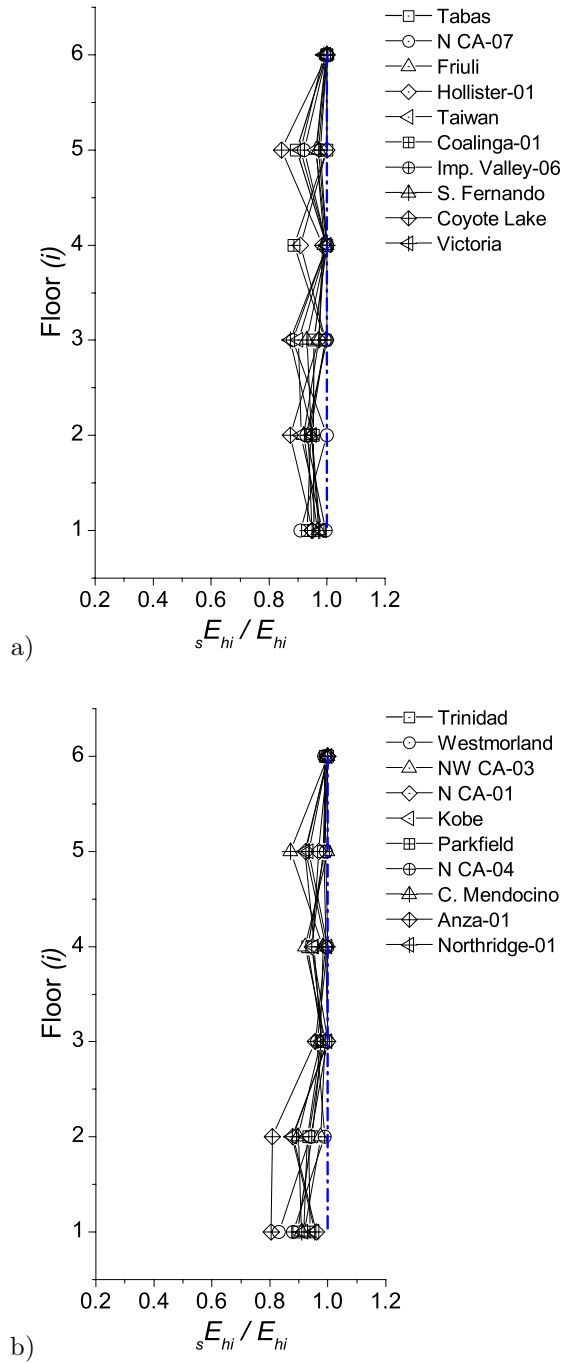 6
5
4
3
2
1
Floor (i)
0.2 0.4 0.6 0.8 1.0 1.2
sEhi / Ehi
a)
Tabas
N CA-07
Friuli
Hollister-01
Taiwan
Coalinga-01
Imp. Valley-06
S. Fernando
Coyote Lake
Victoria
6
5
4
3
2
1
Floor (i)
0.2 0.4 0.6 0.8 1.0 1.2
sEhi / Ehi
b)
Trinidad
Westmorland
NW CA-03
N CA-01
Kobe
Parkfield
N CA-04
C. Mendocino
Anza-01
Northridge-01